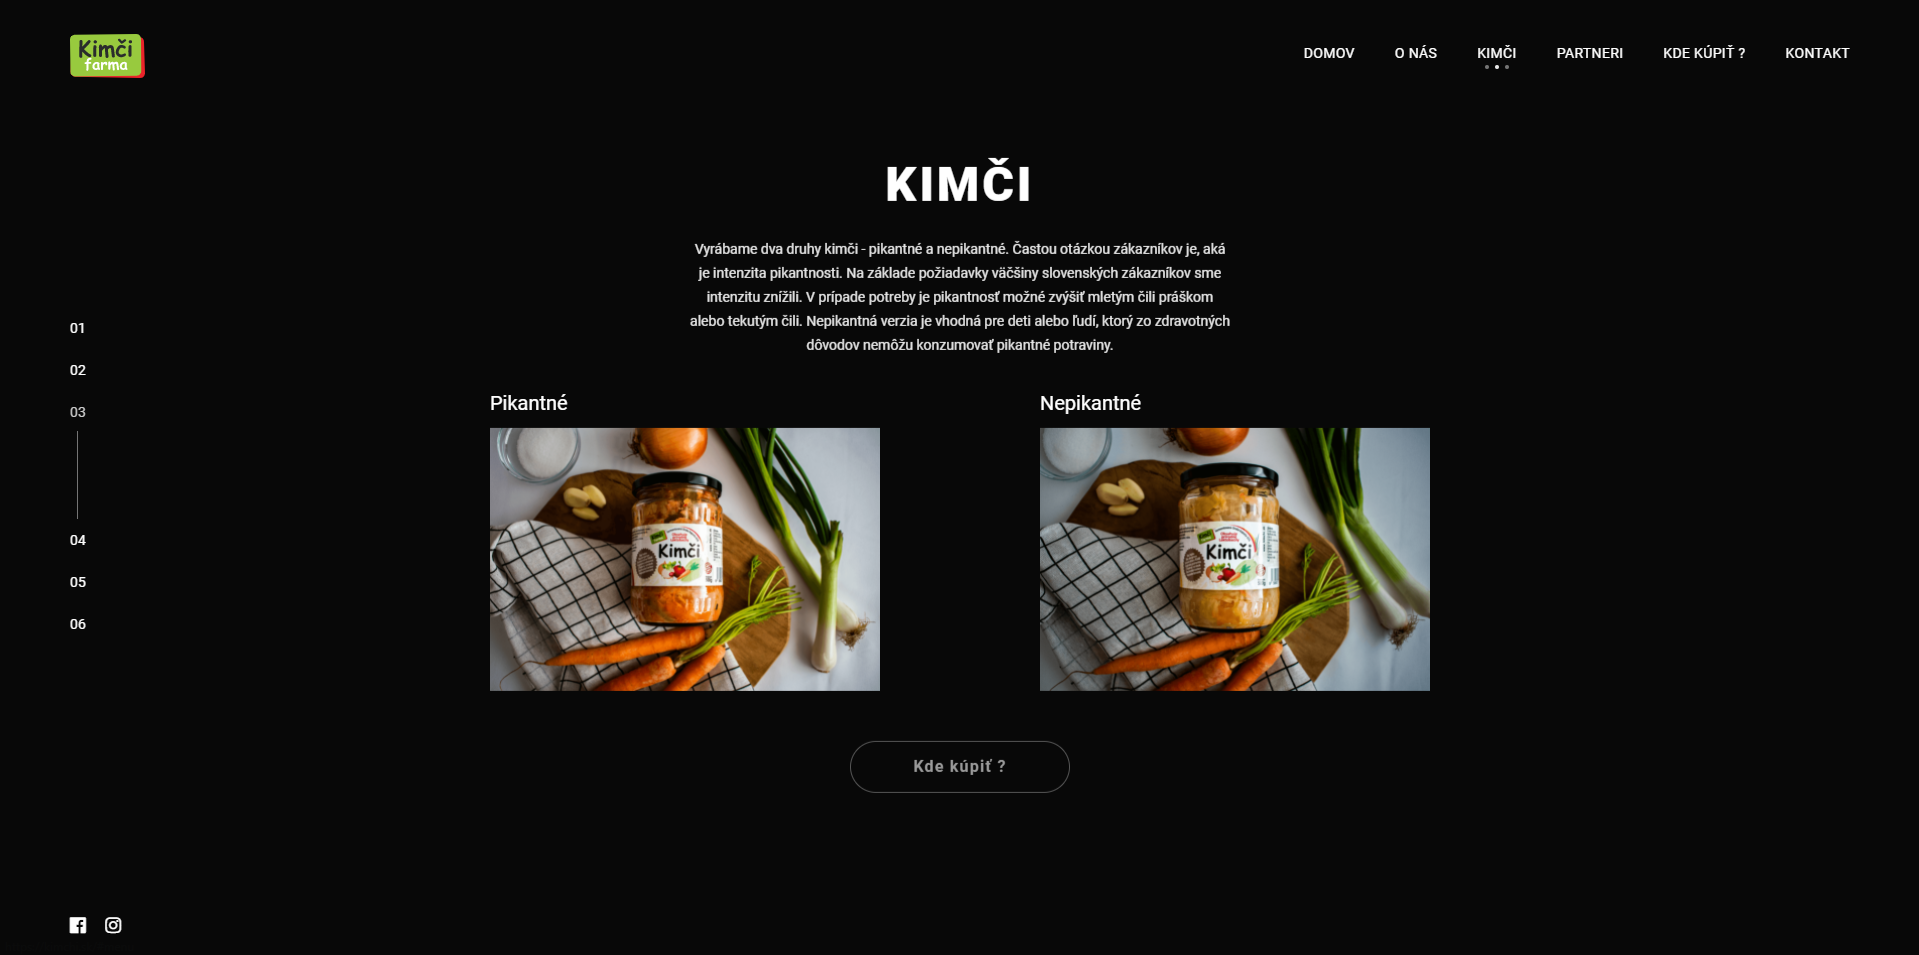 Kimči
farma
DOMOV
O NÁS
KIMČI
PARTNERI
KDE KÚPIŤ ?
KONTAKT
KIMČI
Vyrábame dva druhy kimči - pikantné a nepikantné. Častou otázkou zákazníkov je, aká
je intenzita pikantnosti. Na základe požiadavky väčšiny slovenských zákazníkov sme
intenzitu znížili. V prípade potreby je pikantnosť možné zvýšiť mletým čili práškom
alebo tekutým čili. Nepikantná verzia je vhodná pre deti alebo ľudí, ktorý zo zdravotných
dôvodov nemôžu konzumovať pikantné potraviny.
01
02
03
04
05
06
Pikantné
Kimči
Nepikantné
Kimči
Kde kúpiť ?